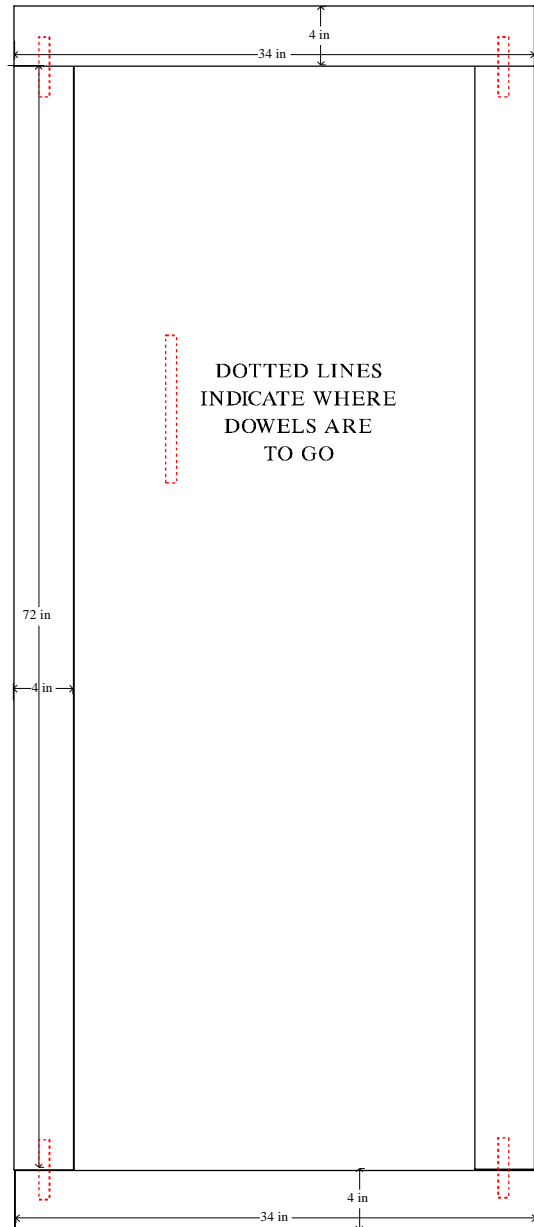 4 in
34 in
DOTTED LINES
INDICATE WHERE
DOWELS ARE
TO GO
72 in
4 in
4 in
34 in